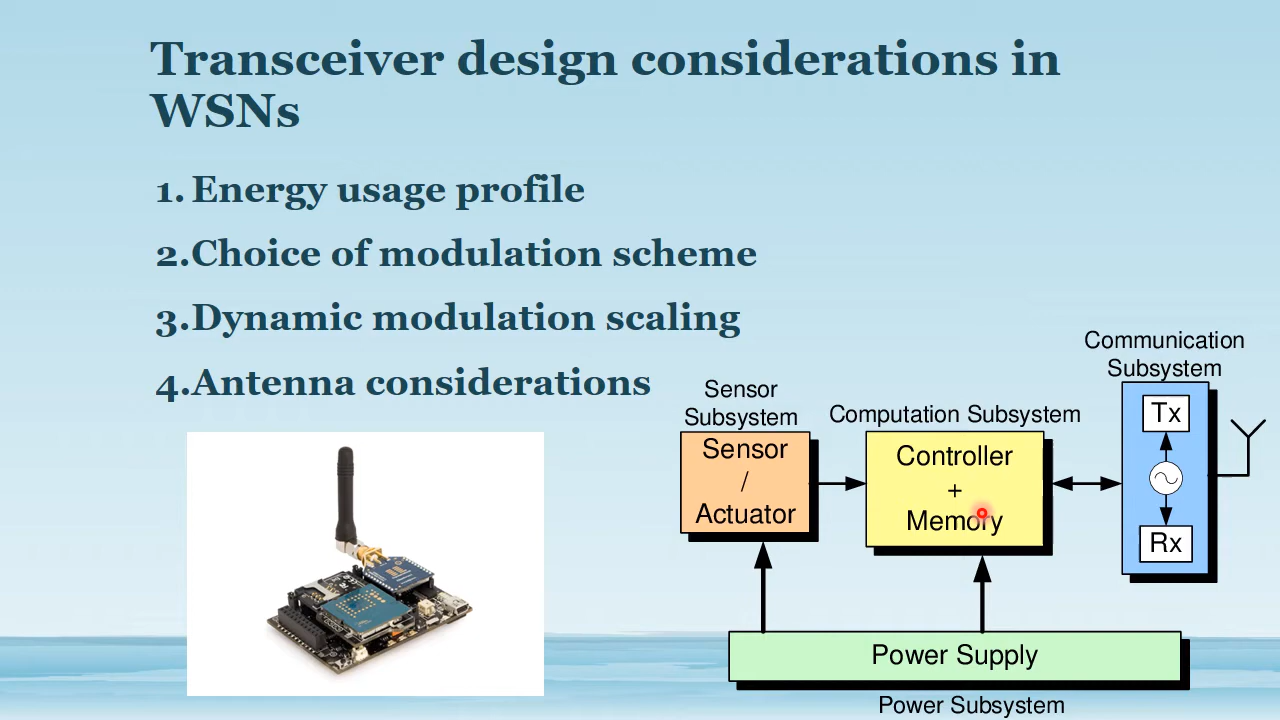 Transceiver design considerations in
WSNs
1. Energy usage profile
2.Choice of modulation scheme
3.Dynamic modulation scaling
4.Antenna considerations
Sensor
Subsystem
Sensor
/
Actuator
Computation Subsystem
Controller
+
Memory
Communication
Subsystem
Tx
Rx
Power Supply
Power Subsystem